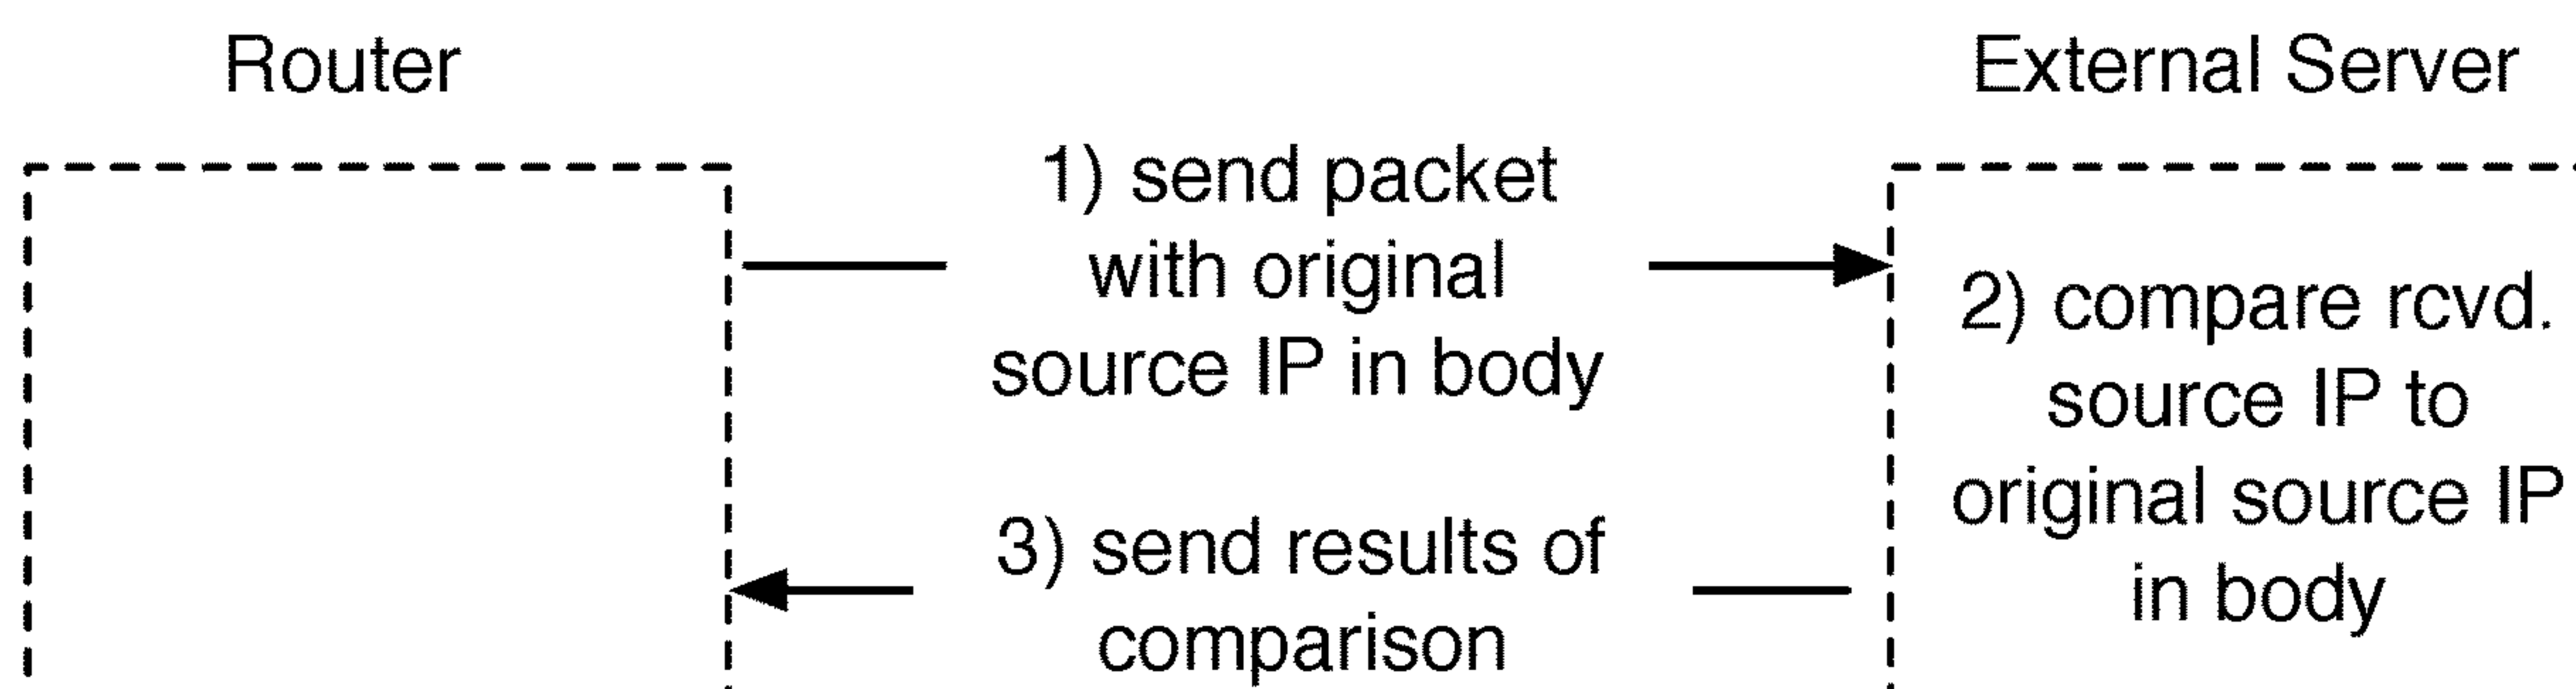 Router
External Server
1) send packet
with original
source IP in body
2) compare rcvd.
source IP to
original source IP
in body
3) send results of
comparison